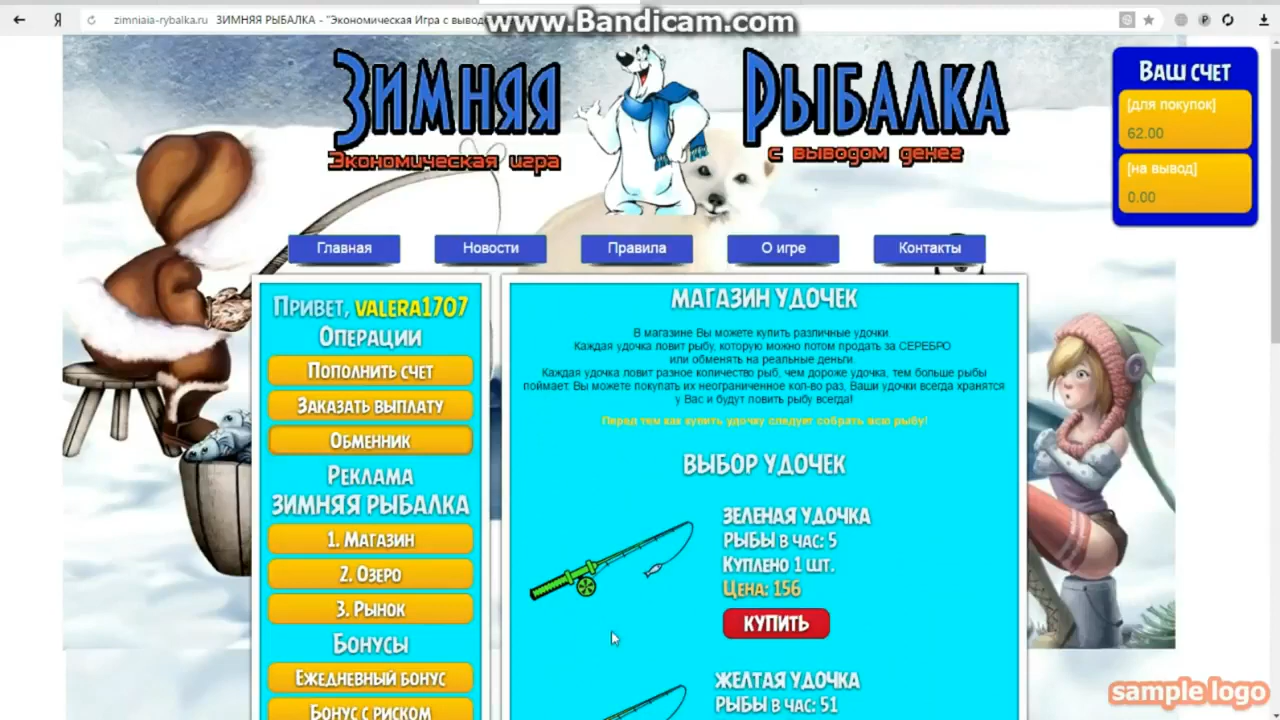 www.Bandicam.com
zimniaia-rybalka.ru ЗИМНЯЯ РЫБАЛКА - "Экономическая Игра с вывод
Я
ЗИМНЯЯ РЫБАЛКА
Экономическая игра с выводом денег
Ваш счет
[для покупок]
62.00
[на вывод]
0.00
Главная Новости Правила О игре Контакты
Привет, valera1707
Операции
Пополнить счет
Заказать выплату
Обменник
Реклама
ЗИМНЯЯ РЫБАЛКА
1. Магазин
2. Озеро
3. Рынок
Бонусы
Ежедневный бонус
Бонус с риском
МАГАЗИН УДОЧЕК
В магазине Вы можете купить различные удочки.
Каждая удочка ловит рыбу, которую можно потом продать за СЕРЕБРО
или обменять на реальные деньги.
Каждая удочка ловит разное количество рыб, чем дороже удочка, тем больше рыбы
поймает. Вы можете покупать их неограниченное кол-во раз, Ваши удочки всегда хранятся
у Вас и будут ловить рыбу всегда!
Перед тем как купить удочку следует собрать всю рыбу!
ВЫБОР УДОЧЕК
ЗЕЛЕНАЯ УДОЧКА
РЫБЫ в час: 5
Куплено 1 шт.
Цена: 156
КУПИТЬ
ЖЕЛТАЯ УДОЧКА
РЫБЫ в час: 51
sample logo